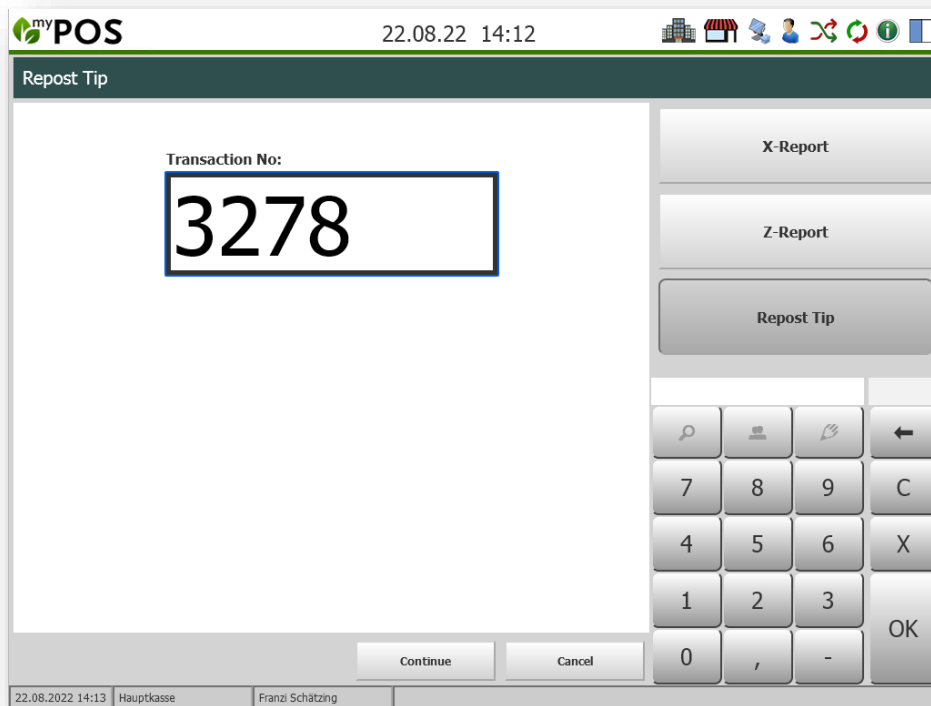 myPOS
22.08.22 14:12
Repost Tip
Transaction No:
3278
X-Report
Z-Report
Repost Tip
7 8 9 C
4 5 6 X
1 2 3
OK
0 , -
Continue Cancel
22.08.2022 14:13 Hauptkasse Franzi Schätzing